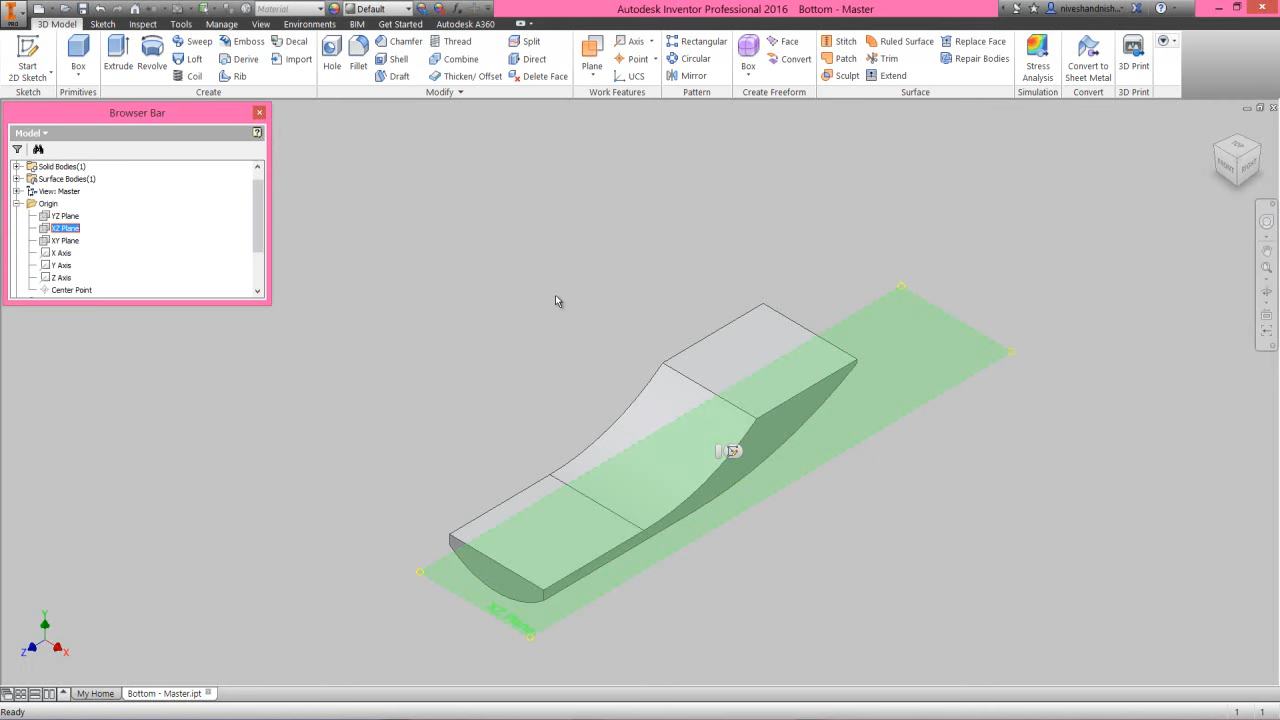 Material
Default
Autodesk Inventor Professional 2016 Bottom - Master
niveshandnish...
PRO
3D Model Sketch Inspect Tools Manage View Environments BIM Get Started Autodesk A360
Start
2D Sketch
Sketch
Box
Primitives
Extrude
Revolve
Sweep
Loft
Coil
Emboss
Derive
Rib
Decal
Import
Create
Hole
Fillet
Chamfer
Shell
Draft
Thread
Combine
Thicken/ Offset
Split
Direct
Delete Face
Modify
Plane
Axis
Point
UCS
Work Features
Rectangular
Circular
Mirror
Pattern
Box
Face
Convert
Create Freeform
Stitch
Patch
Sculpt
Ruled Surface
Trim
Extend
Replace Face
Repair Bodies
Surface
Stress
Analysis
Simulation
Convert to
Sheet Metal
Convert
3D Print
3D Print
Browser Bar
Model
Solid Bodies(1)
Surface Bodies(1)
View: Master
Origin
YZ Plane
XZ Plane
XY Plane
X Axis
Y Axis
Z Axis
Center Point
TOP
FRONT
RIGHT
XZ Plane
Y
Z
X
My Home
Bottom - Master.ipt
Ready
1
1